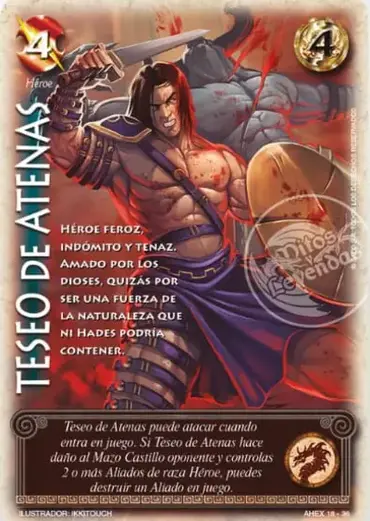 4
4
Héroe
TESEO DE ATENAS
HÉROE FEROZ,
INDÓMITO Y TENAZ.
AMADO POR LOS
DIOSES, QUIZÁS POR
SER UNA FUERZA DE
LA NATURALEZA QUE
NI HADES PODRÍA
CONTENER.
Mitos y
Leyendas
Teseo de Atenas puede atacar cuando
entra en juego. Si Teseo de Atenas hace
daño al Mazo Castillo oponente y controlas
2 o más Aliados de raza Héroe, puedes
destruir un Aliado en juego.
ILUSTRADOR: IKKITOUCH
AHEX 18 - 36